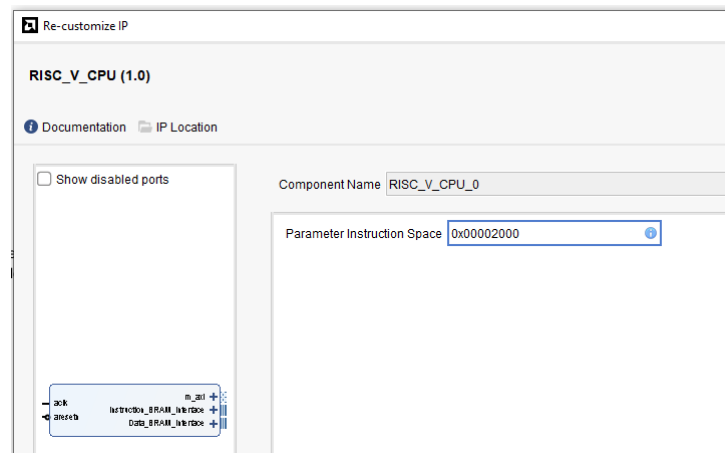 Re-customize IP
RISC_V_CPU (1.0)
Documentation IP Location
Show disabled ports
Component Name RISC_V_CPU_0
Parameter Instruction Space 0x00002000
m_axi
aclk
Instruction_BRAM_Interface
aresetn
Data_BRAM_Interface